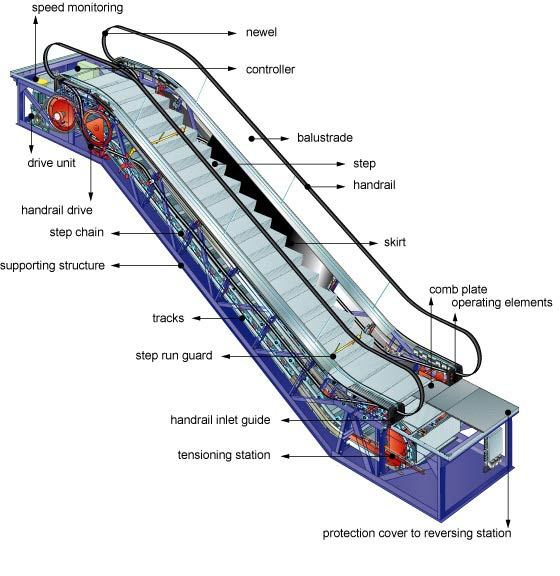 speed monitoring
newel
controller
balustrade
drive unit
step
handrail
handrail drive
step chain
skirt
supporting structure
comb plate
operating elements
tracks
step run guard
handrail inlet guide
tensioning station
protection cover to reversing station